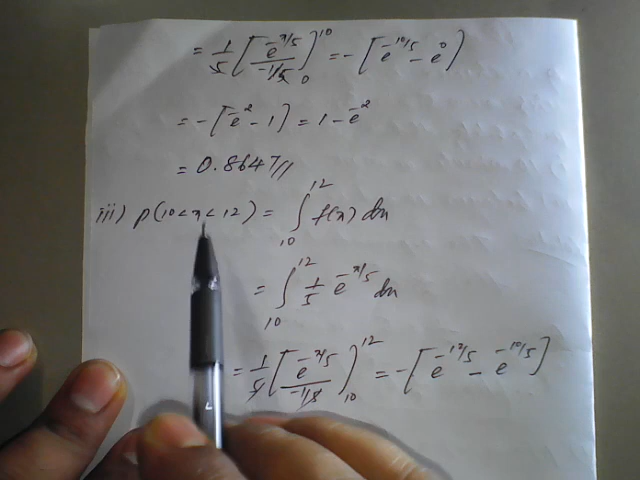 = 1/5 [e^-x/5 / -1/5]_0^10 = -[e^-10/5 - e^0]
= -[e^-2 - 1] = 1 - e^-2
= 0.8647//
iii) P(10 < x < 12) = ∫_10^12 f(x) dx
= ∫_10^12 1/5 e^-x/5 dx
= 1/5 [e^-x/5 / -1/5]_10^12 = -[e^-12/5 - e^-10/5]